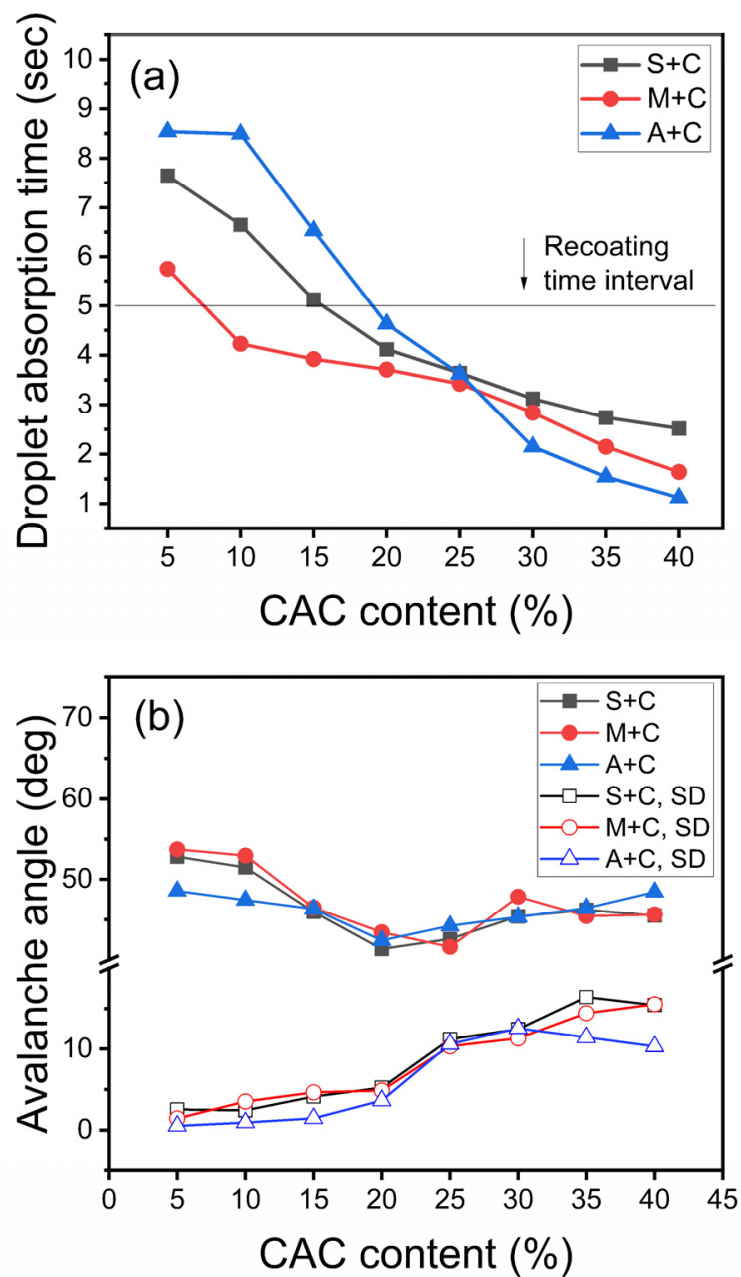 (a)
Droplet absorption time (sec)
10
9
8
7
6
5
4
3
2
1
S+C
M+C
A+C
Recoating
time interval
5 10 15 20 25 30 35 40
CAC content (%)
(b)
Avalanche angle (deg)
70
60
50
10
0
S+C
M+C
A+C
S+C, SD
M+C, SD
A+C, SD
0 5 10 15 20 25 30 35 40 45
CAC content (%)